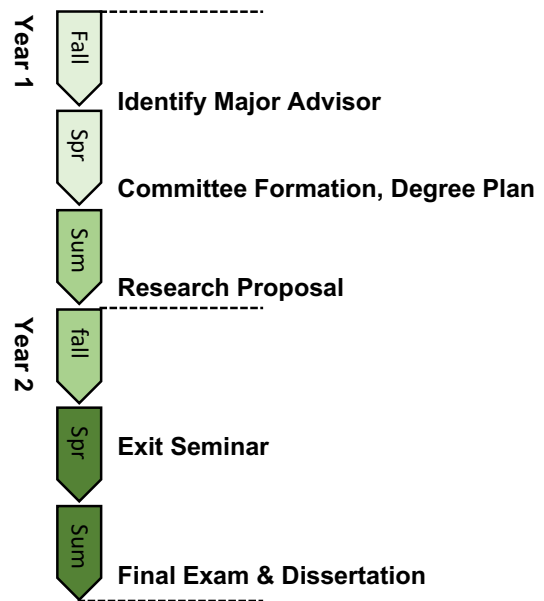 Year 1
Fall
Identify Major Advisor
Spr
Committee Formation, Degree Plan
Sum
Research Proposal
Year 2
fall
Spr
Exit Seminar
Sum
Final Exam & Dissertation